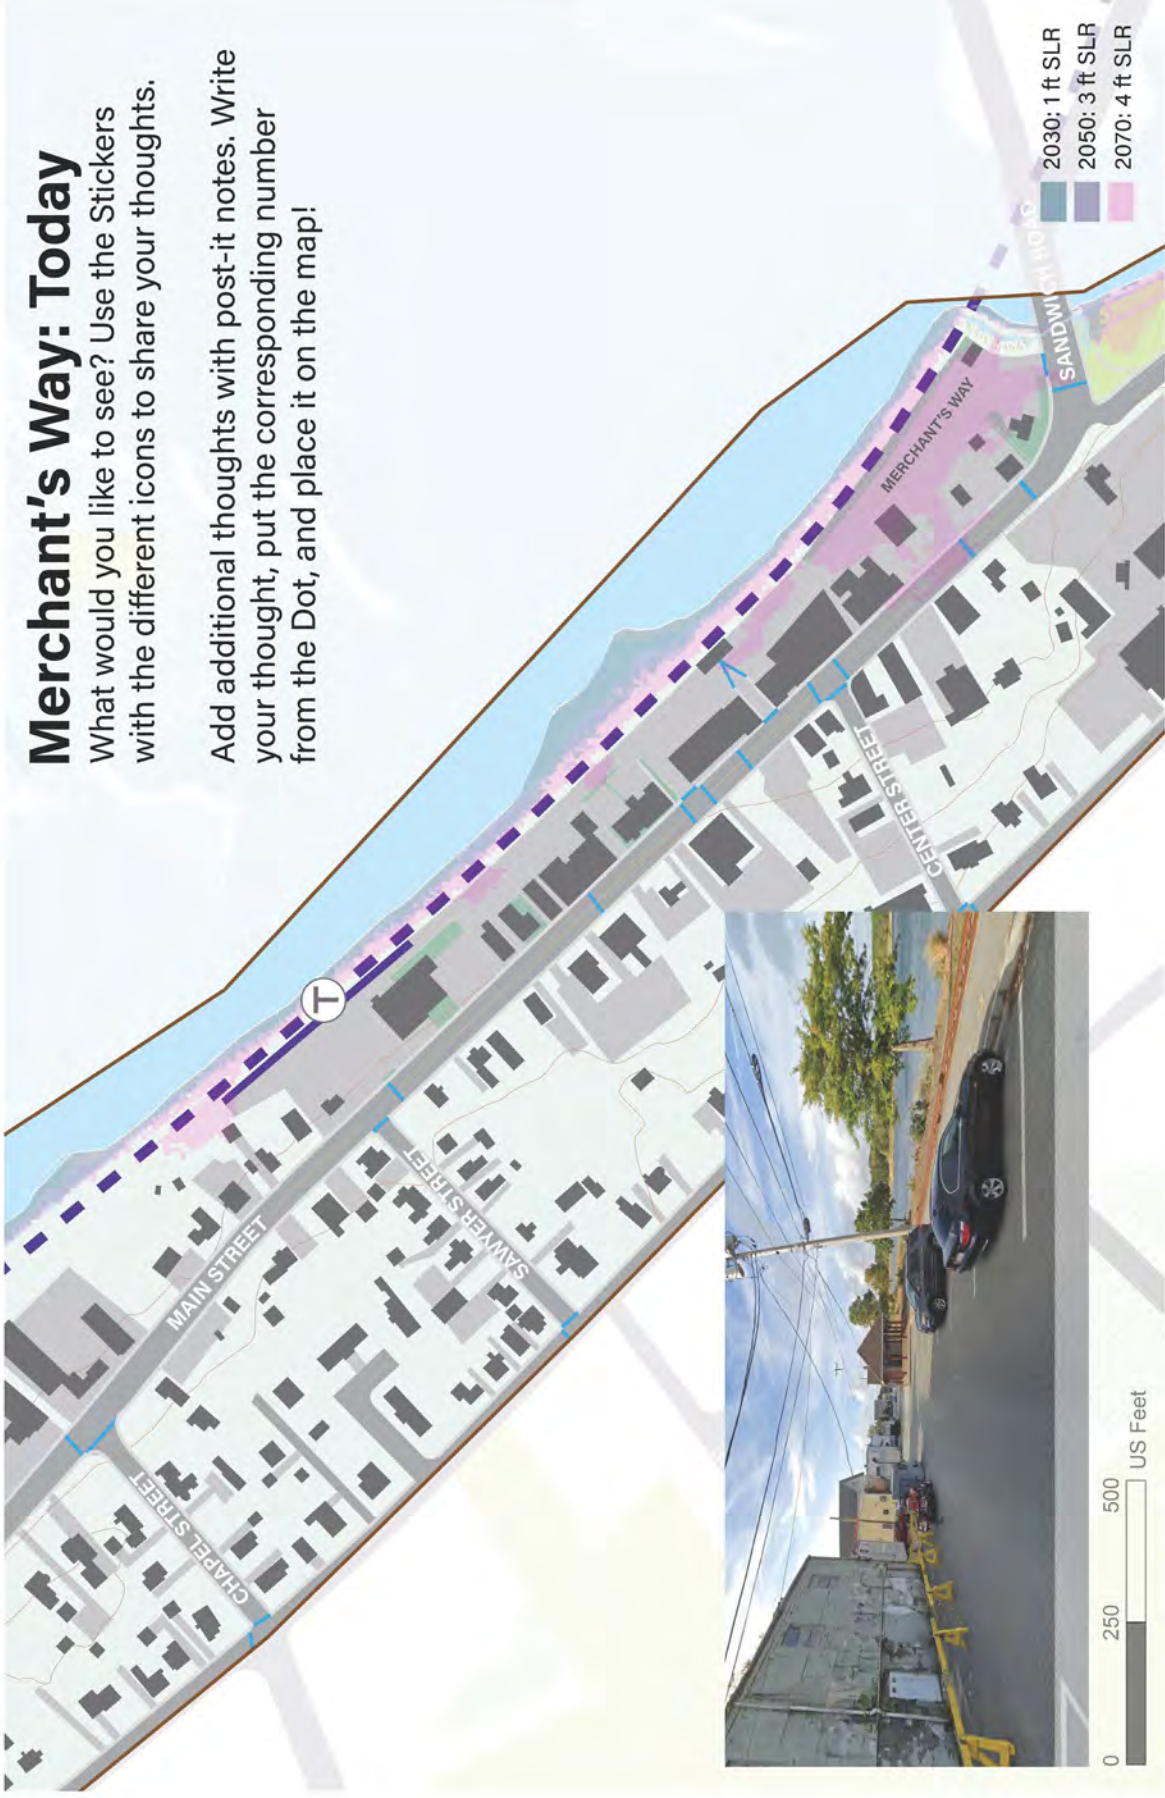 Merchant's Way: Today
What would you like to see? Use the Stickers
with the different icons to share your thoughts.
Add additional thoughts with post-it notes. Write
your thought, put the corresponding number
from the Dot, and place it on the map!
CHAPEL STREET
MAIN STREET
SAWYER STREET
T
CENTER STREET
MERCHANT'S WAY
SANDWICH ROAD
2030: 1 ft SLR
2050: 3 ft SLR
2070: 4 ft SLR
0 250 500
US Feet